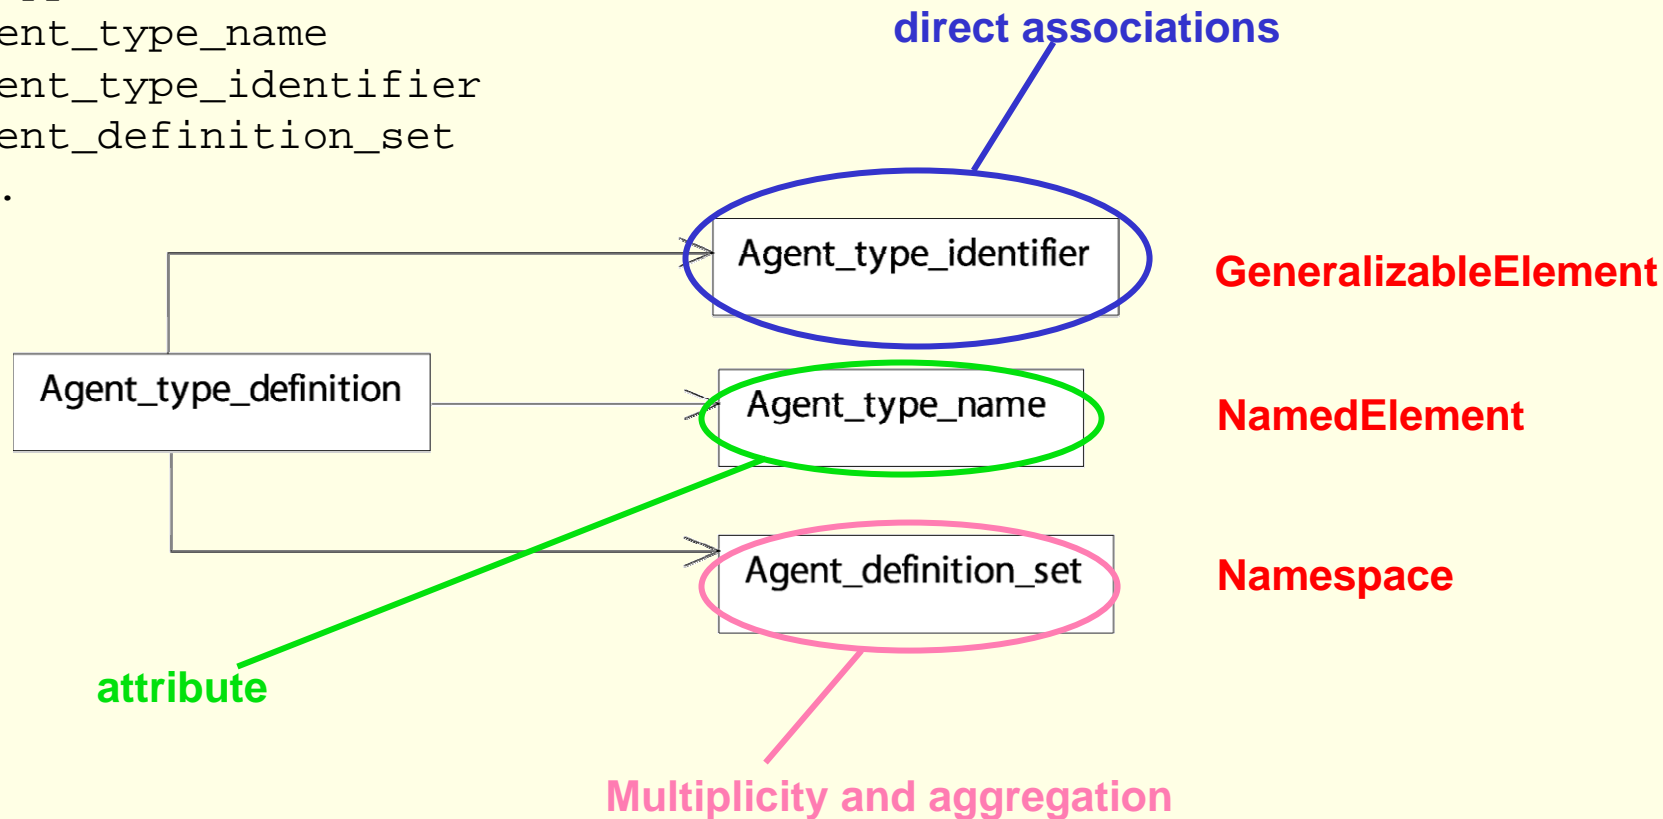 ent_type_name
direct associations
ent_type_identifier
ent_definition_set
.
Agent_type_identifier
GeneralizableElement
Agent_type_definition
Agent_type_name
NamedElement
Agent_definition_set
Namespace
attribute
Multiplicity and aggregation